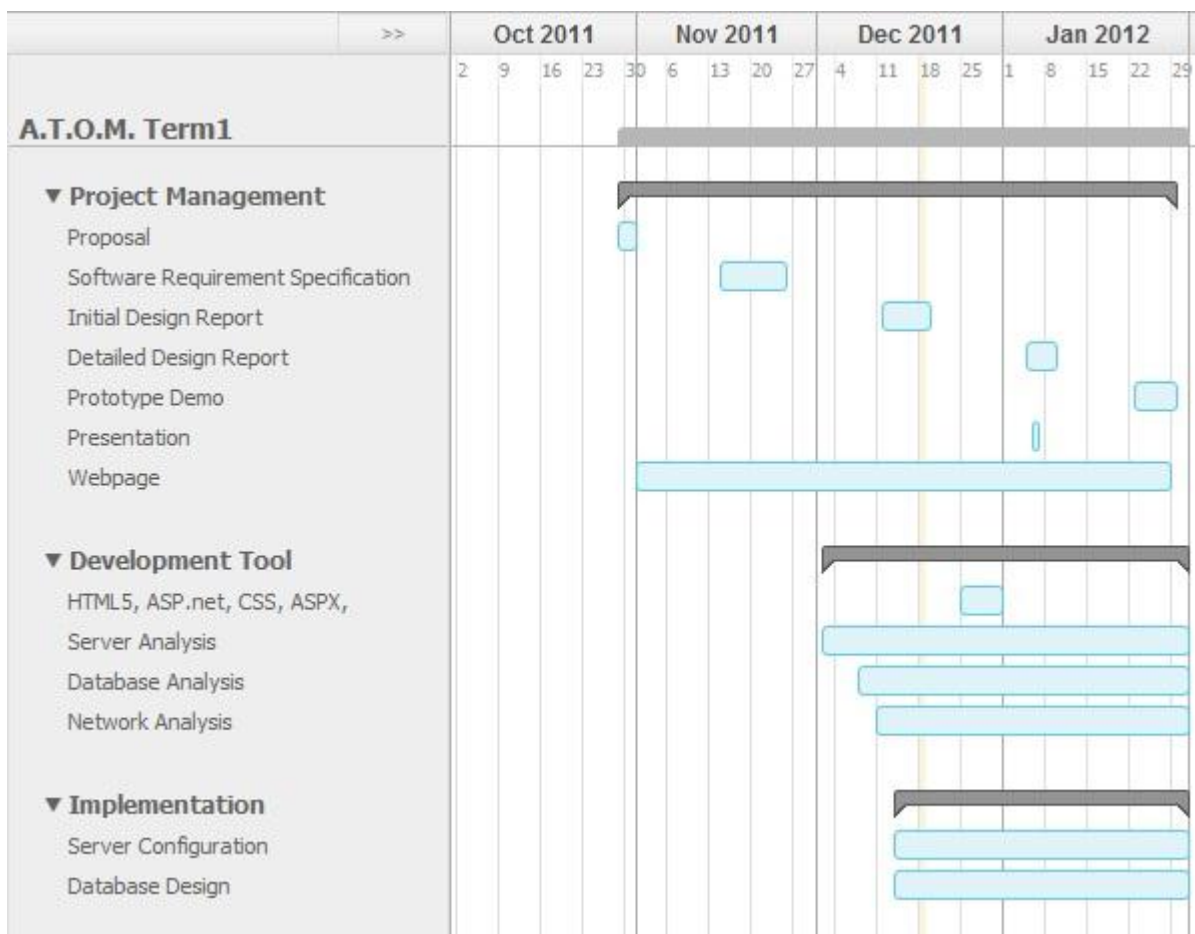 >> Oct 2011 Nov 2011 Dec 2011 Jan 2012
2 9 16 23 30 6 13 20 27 4 11 18 25 1 8 15 22 29
A.T.O.M. Term1
▼ Project Management
Proposal
Software Requirement Specification
Initial Design Report
Detailed Design Report
Prototype Demo
Presentation
Webpage
▼ Development Tool
HTML5, ASP.net, CSS, ASPX,
Server Analysis
Database Analysis
Network Analysis
▼ Implementation
Server Configuration
Database Design